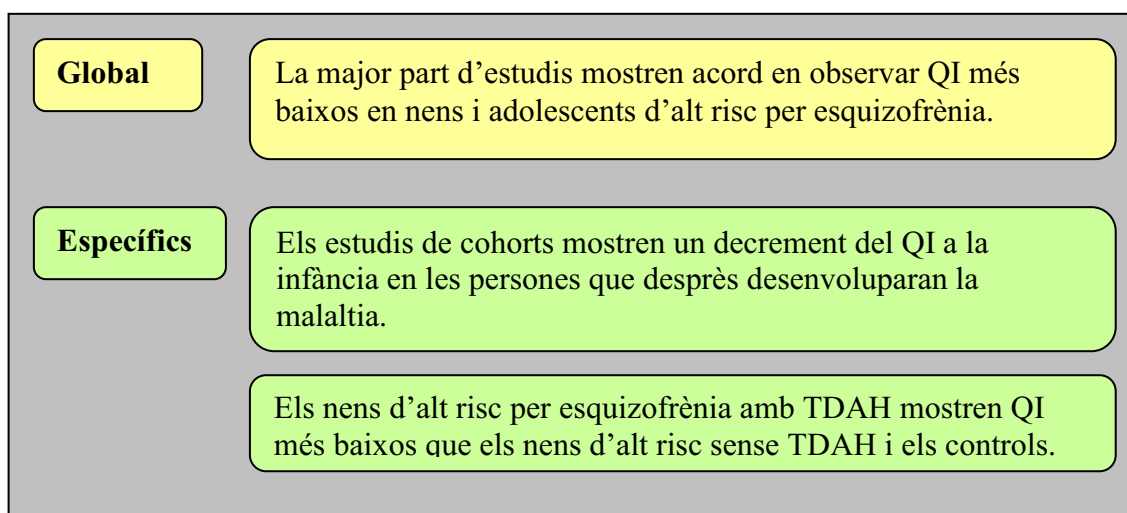 Global
La major part d’estudis mostren acord en observar QI més
baixos en nens i adolescents d’alt risc per esquizofrènia.
Específics
Els estudis de cohorts mostren un decrement del QI a la
infància en les persones que desprès desenvoluparan la
malaltia.
Els nens d’alt risc per esquizofrènia amb TDAH mostren QI
més baixos que els nens d’alt risc sense TDAH i els controls.